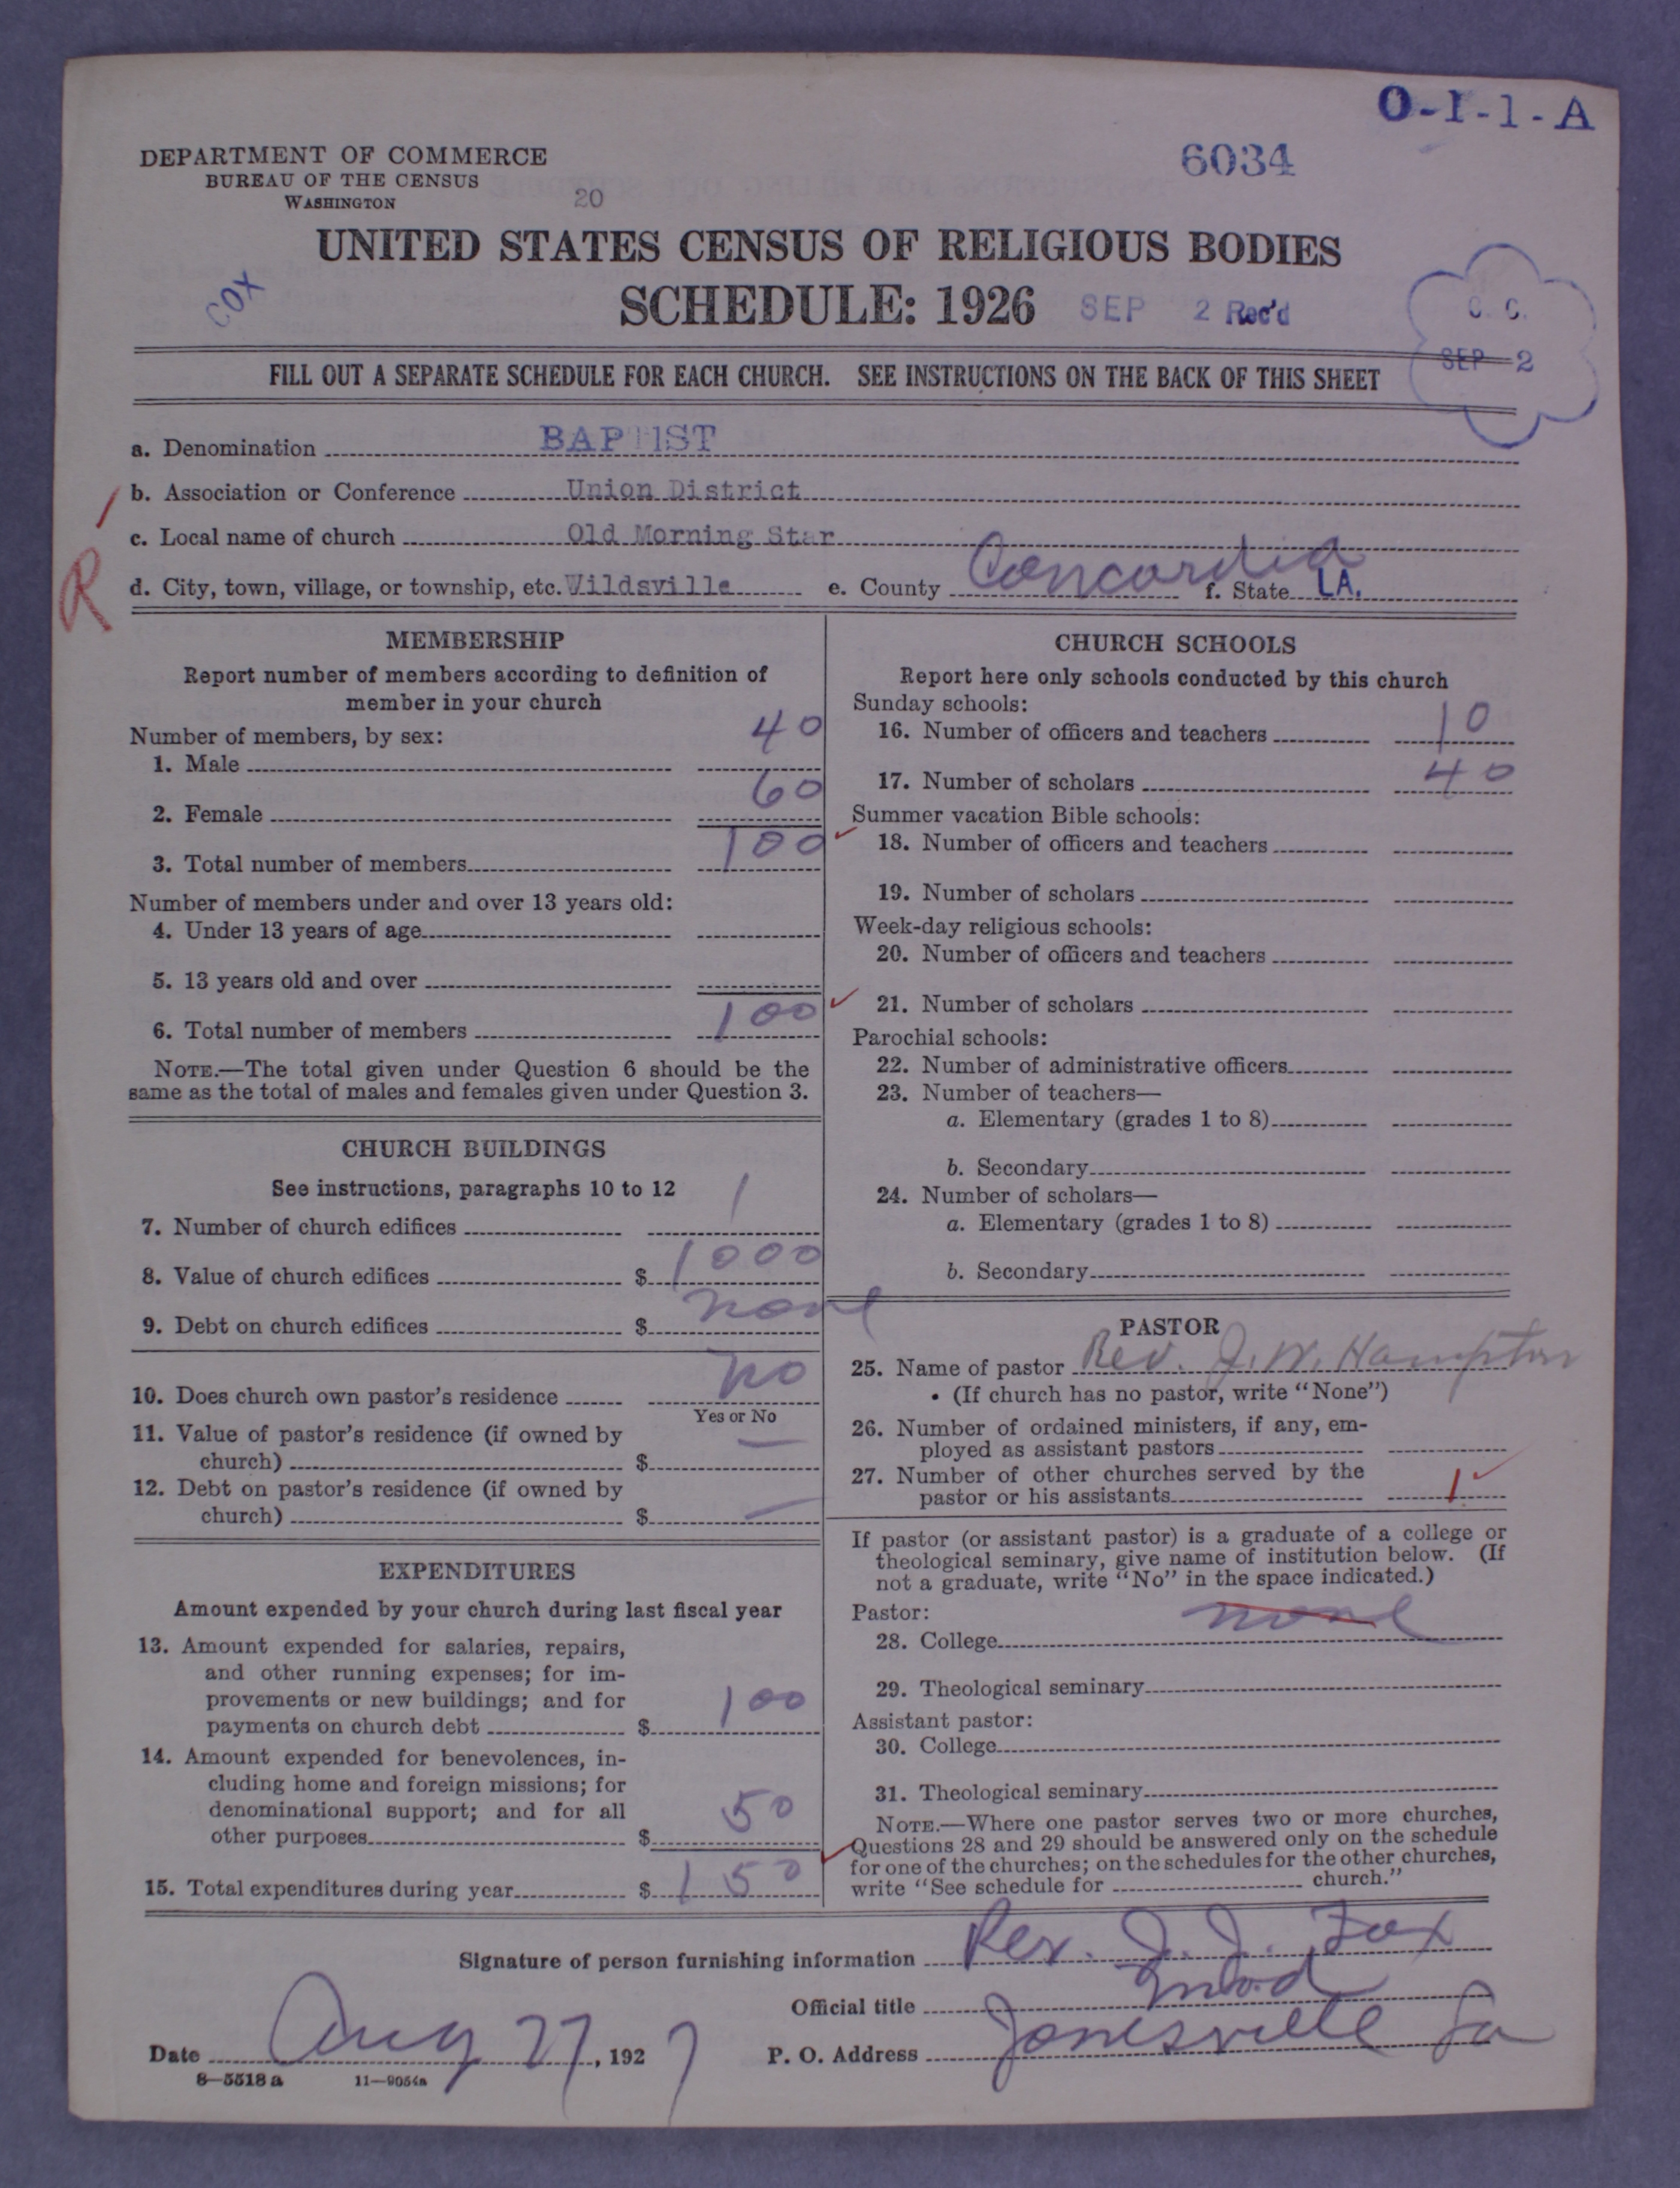 O-I-1-A
DEPARTMENT OF COMMERCE
BUREAU OF THE CENSUS
WASHINGTON
20
6034
UNITED STATES CENSUS OF RELIGIOUS BODIES
COX
SCHEDULE: 1926
SEP 2 Rec'd
C. C.
SEP 2
FILL OUT A SEPARATE SCHEDULE FOR EACH CHURCH. SEE INSTRUCTIONS ON THE BACK OF THIS SHEET
a. Denomination BAPTIST
b. Association or Conference Union District
c. Local name of church Old Morning Star
R
d. City, town, village, or township, etc. Wildsville e. County Concordia f. State LA.
MEMBERSHIP
Report number of members according to definition of
member in your church
Number of members, by sex:
1. Male 40
2. Female 60
3. Total number of members 100
Number of members under and over 13 years old:
4. Under 13 years of age
5. 13 years old and over
6. Total number of members 100
NOTE.—The total given under Question 6 should be the
same as the total of males and females given under Question 3.
CHURCH BUILDINGS
See instructions, paragraphs 10 to 12
7. Number of church edifices 1
8. Value of church edifices $ 1000
9. Debt on church edifices $ none
10. Does church own pastor's residence no
Yes or No
11. Value of pastor's residence (if owned by
church) $ —
12. Debt on pastor's residence (if owned by
church) $ —
EXPENDITURES
Amount expended by your church during last fiscal year
13. Amount expended for salaries, repairs,
and other running expenses; for im-
provements or new buildings; and for
payments on church debt $ 100
14. Amount expended for benevolences, in-
cluding home and foreign missions; for
denominational support; and for all
other purposes $ 50
15. Total expenditures during year $ 150
CHURCH SCHOOLS
Report here only schools conducted by this church
Sunday schools:
16. Number of officers and teachers 10
17. Number of scholars 40
Summer vacation Bible schools:
18. Number of officers and teachers
19. Number of scholars
Week-day religious schools:
20. Number of officers and teachers
21. Number of scholars
Parochial schools:
22. Number of administrative officers
23. Number of teachers—
a. Elementary (grades 1 to 8)
b. Secondary
24. Number of scholars—
a. Elementary (grades 1 to 8)
b. Secondary
PASTOR
25. Name of pastor Rev. J. W. Hampton
(If church has no pastor, write "None")
26. Number of ordained ministers, if any, em-
ployed as assistant pastors
27. Number of other churches served by the
pastor or his assistants 1
If pastor (or assistant pastor) is a graduate of a college or
theological seminary, give name of institution below. (If
not a graduate, write "No" in the space indicated.)
Pastor:
28. College none
29. Theological seminary
Assistant pastor:
30. College
31. Theological seminary
NOTE.—Where one pastor serves two or more churches,
Questions 28 and 29 should be answered only on the schedule
for one of the churches; on the schedules for the other churches,
write "See schedule for church."
Signature of person furnishing information Rev. J. J. Fox
Official title Mod
Date Aug 27, 1927 P. O. Address Jonesville La
8—5518 a 11—9054a